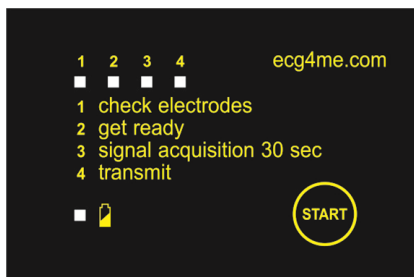 1 2 3 4 ecg4me.com
1 check electrodes
2 get ready
3 signal acquisition 30 sec
4 transmit
START